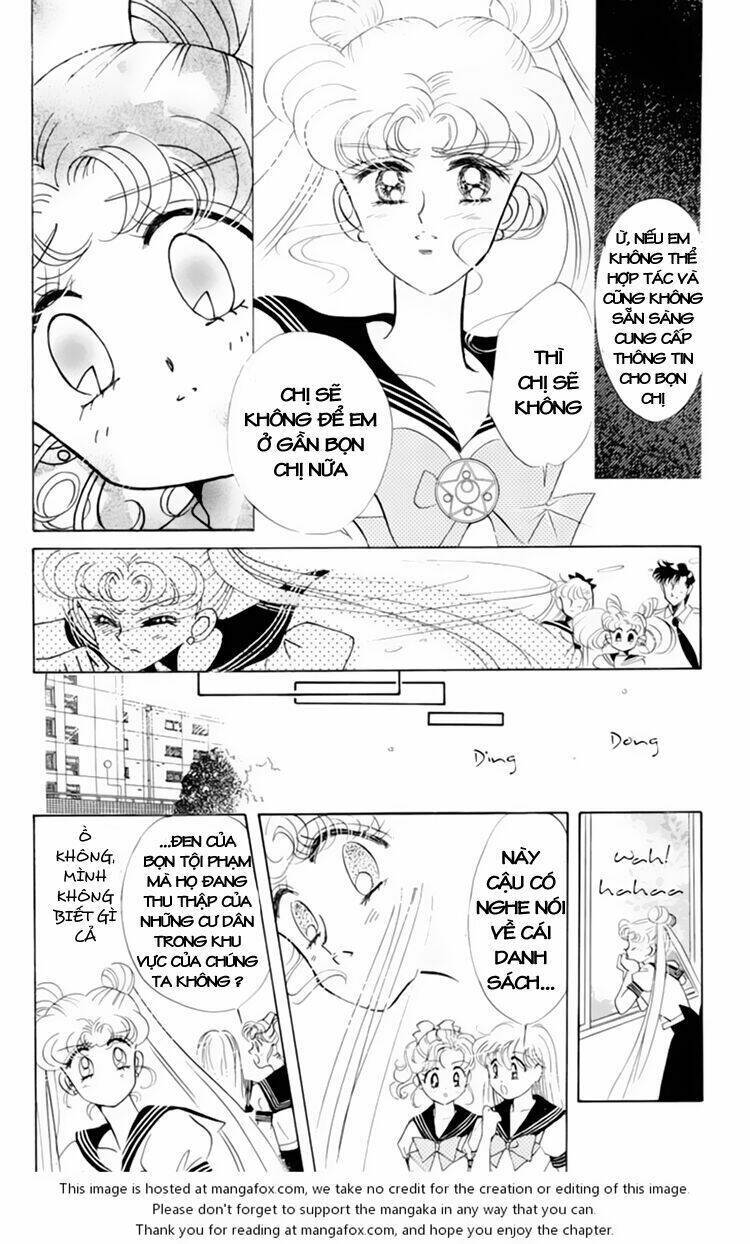 Ừ, NẾU EM
KHÔNG THỂ
HỢP TÁC VÀ
CŨNG KHÔNG
SẴN SÀNG
CUNG CẤP
THÔNG TIN
CHO BỌN
CHỊ
THÌ
CHỊ SẼ
KHÔNG
CHỊ SẼ
KHÔNG ĐỂ EM
Ở GẦN BỌN
CHỊ NỮA
Ding
Dong
wah!
hahaa
NÀY
CẬU CÓ
NGHE NÓI
VỀ CÁI
DANH
SÁCH...
...ĐEN CỦA
BỌN TỘI PHẠM
MÀ HỌ ĐANG
THU THẬP CỦA
NHỮNG CƯ DÂN
TRONG KHU
VỰC CỦA CHÚNG
TA KHÔNG ?
Ồ
KHÔNG,
MÌNH
KHÔNG
BIẾT GÌ
CẢ
This image is hosted at mangafox.com, we take no credit for the creation or editing of this image.
Please don't forget to support the mangaka in any way that you can.
Thank you for reading at mangafox.com, and hope you enjoy the chapter.